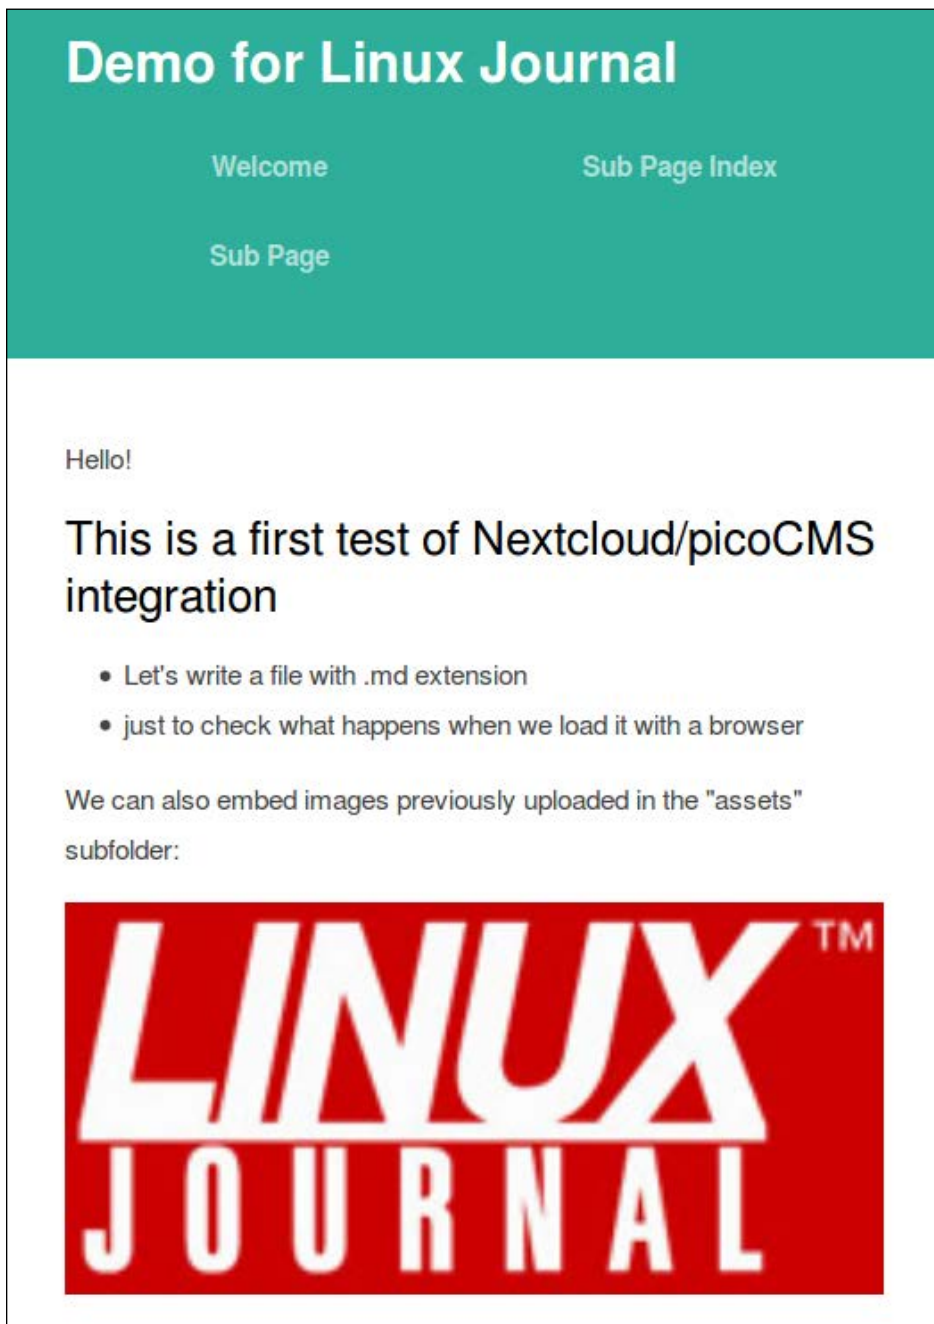 Demo for Linux Journal
Welcome
Sub Page Index
Sub Page
Hello!
This is a first test of Nextcloud/picoCMS
integration
Let's write a file with .md extension
just to check what happens when we load it with a browser
We can also embed images previously uploaded in the "assets"
subfolder:
LINUX TM
JOURNAL